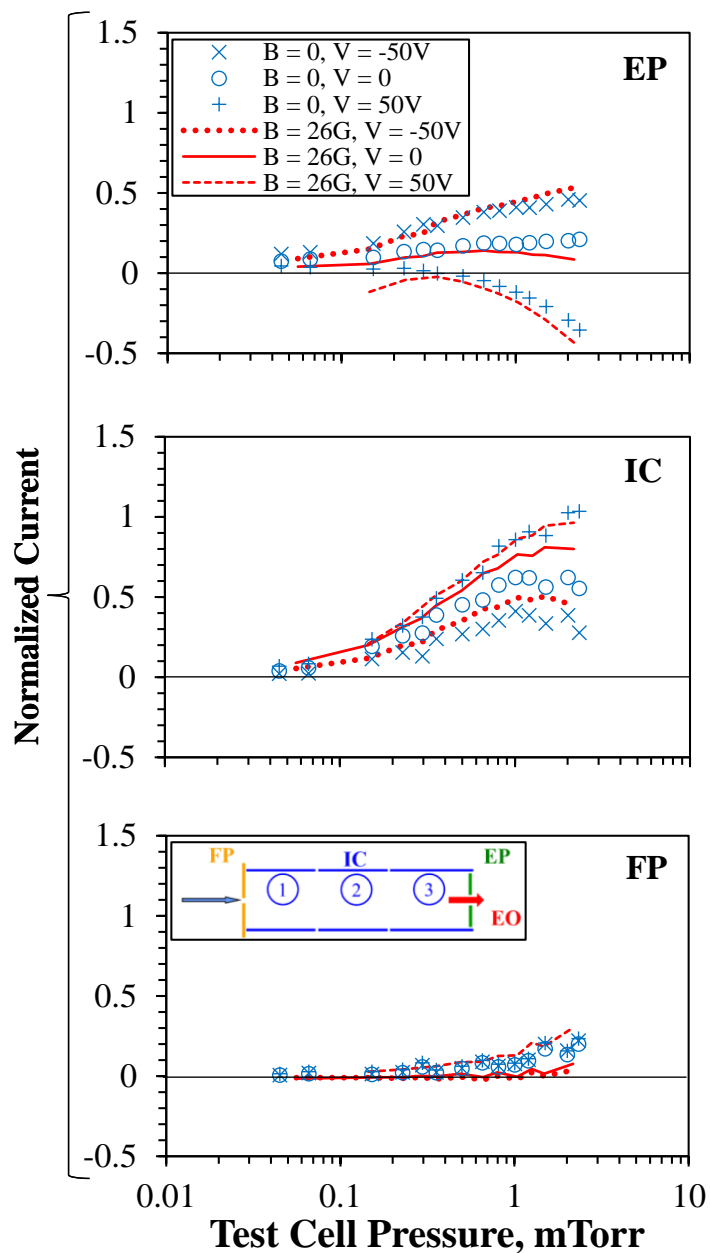 1.5
1
0.5
0
-0.5
EP
B = 0, V = -50V
B = 0, V = 0
B = 0, V = 50V
B = 26G, V = -50V
B = 26G, V = 0
B = 26G, V = 50V
1.5
1
0.5
0
-0.5
IC
Normalized Current
1.5
1
0.5
0
-0.5
FP
FP IC EP
1 2 3
EO
0.01 0.1 1 10
Test Cell Pressure, mTorr